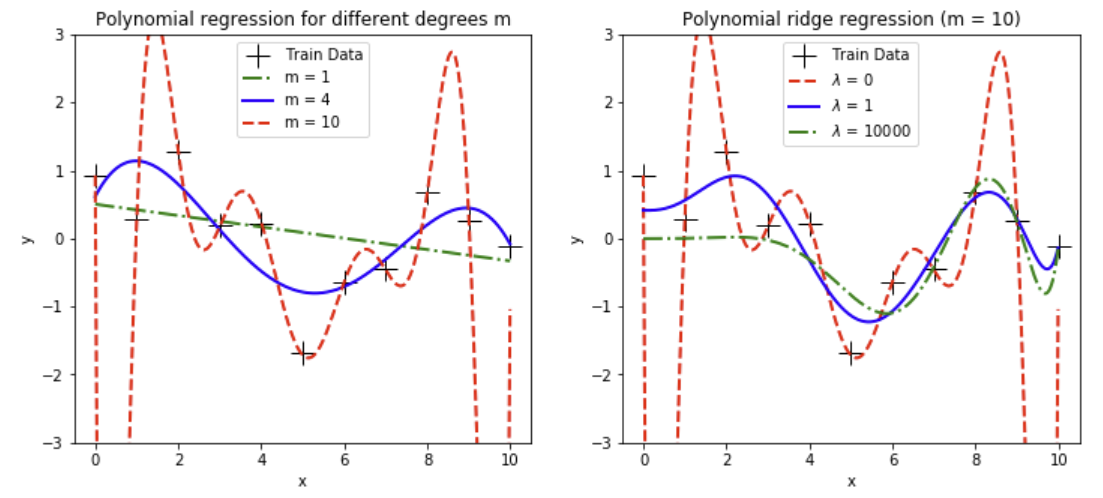 Polynomial regression for different degrees m
3
2
1
0
−1
−2
−3
y
0
2
4
6
8
10
x
Train Data
m = 1
m = 4
m = 10
Polynomial ridge regression (m = 10)
3
2
1
0
−1
−2
−3
y
0
2
4
6
8
10
x
Train Data
λ = 0
λ = 1
λ = 10000